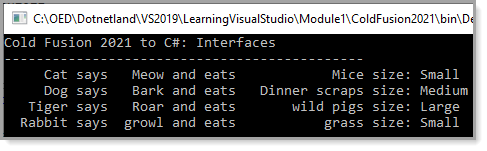 C:\OED\Dotnetland\VS2019\LearningVisualStudio\Module1\ColdFusion2021\bin\De
Cold Fusion 2021 to C#: Interfaces
----------------------------------------
Cat says Meow and eats Mice size: Small
Dog says Bark and eats Dinner scraps size: Medium
Tiger says Roar and eats wild pigs size: Large
Rabbit says growl and eats grass size: Small